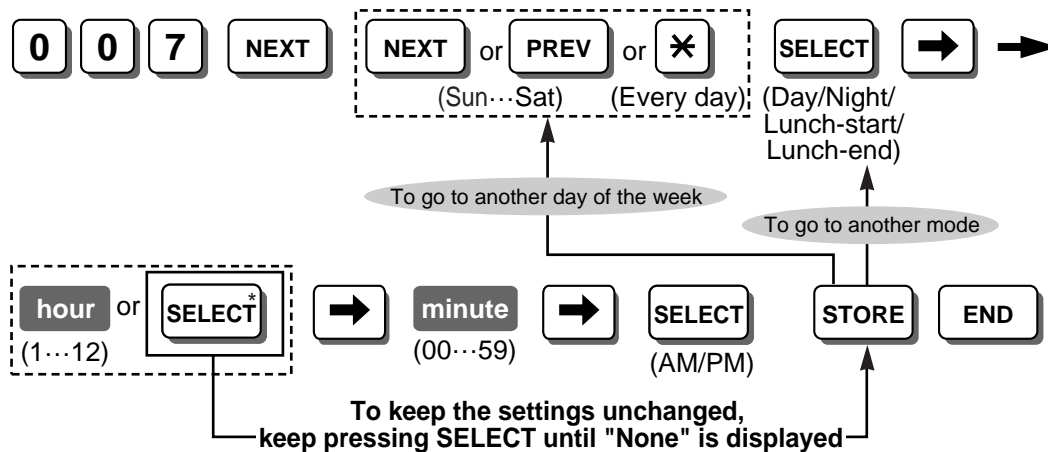 0 0 7 NEXT NEXT or PREV or * SELECT
(Sun···Sat) (Every day) (Day/Night/
Lunch-start/
Lunch-end)
To go to another day of the week
To go to another mode
hour or SELECT* minute SELECT STORE END
(1···12) (00···59) (AM/PM)
To keep the settings unchanged,
keep pressing SELECT until "None" is displayed